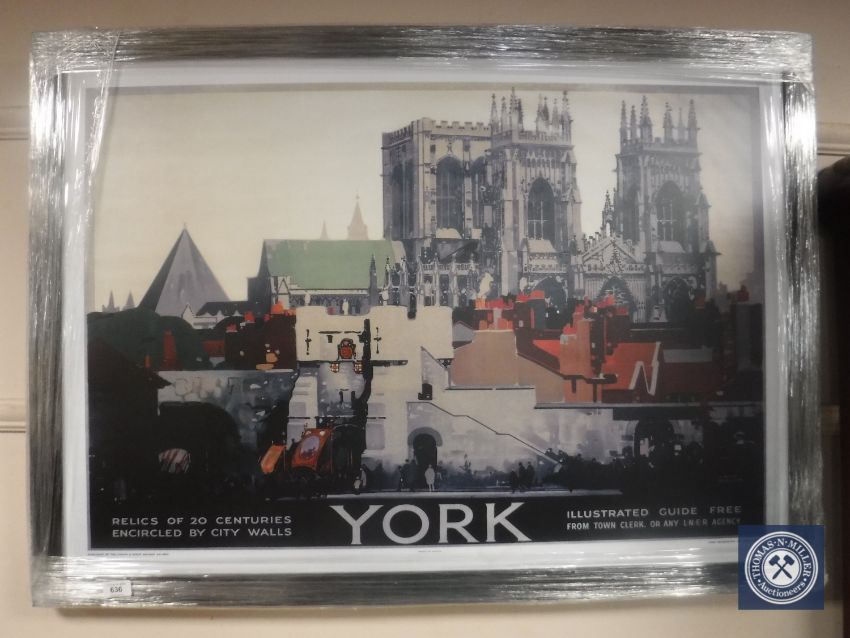 RELICS OF 20 CENTURIES
ENCIRCLED BY CITY WALLS
YORK
ILLUSTRATED GUIDE FREE
FROM TOWN CLERK, OR ANY L·N·E·R AGENCY
636
THOMAS·N·MILLER
Auctioneers